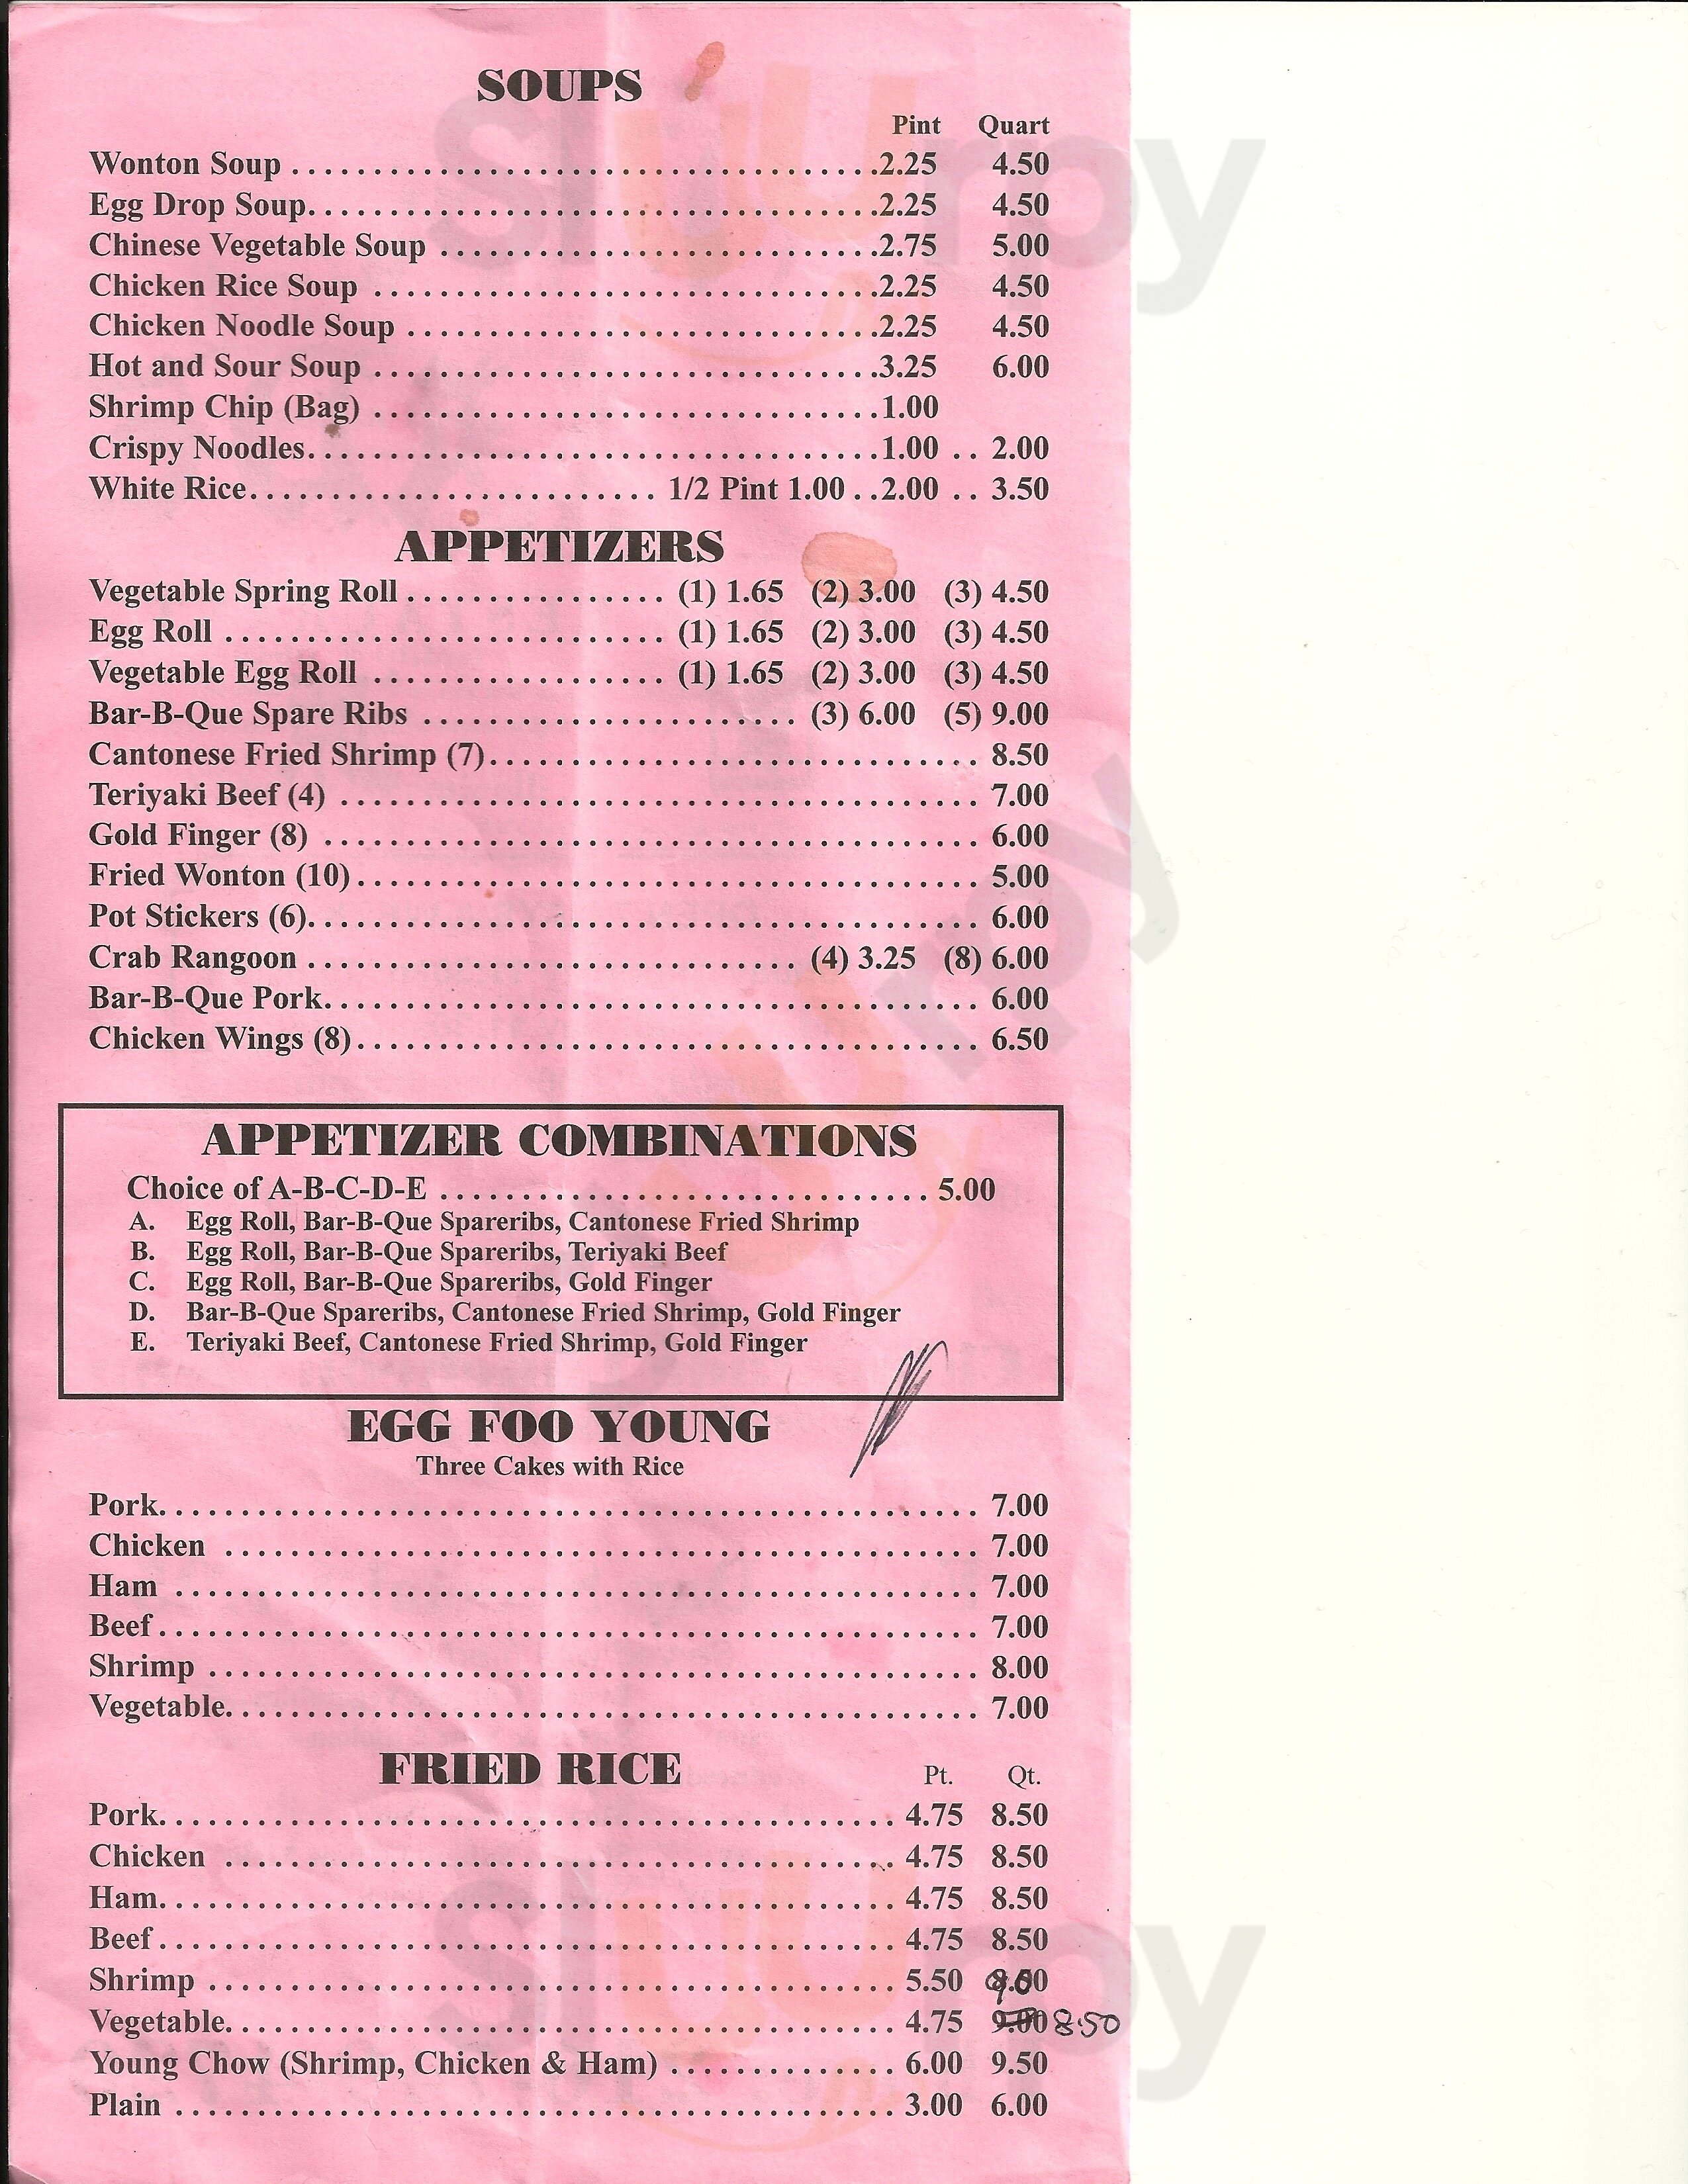 SOUPS
Pint Quart
Wonton Soup 2.25 4.50
Egg Drop Soup 2.25 4.50
Chinese Vegetable Soup 2.75 5.00
Chicken Rice Soup 2.25 4.50
Chicken Noodle Soup 2.25 4.50
Hot and Sour Soup 3.25 6.00
Shrimp Chip (Bag) 1.00
Crispy Noodles 1.00 .. 2.00
White Rice 1/2 Pint 1.00 .. 2.00 .. 3.50
APPETIZERS
Vegetable Spring Roll (1) 1.65 (2) 3.00 (3) 4.50
Egg Roll (1) 1.65 (2) 3.00 (3) 4.50
Vegetable Egg Roll (1) 1.65 (2) 3.00 (3) 4.50
Bar-B-Que Spare Ribs (3) 6.00 (5) 9.00
Cantonese Fried Shrimp (7) 8.50
Teriyaki Beef (4) 7.00
Gold Finger (8) 6.00
Fried Wonton (10) 5.00
Pot Stickers (6) 6.00
Crab Rangoon (4) 3.25 (8) 6.00
Bar-B-Que Pork 6.00
Chicken Wings (8) 6.50
APPETIZER COMBINATIONS
Choice of A-B-C-D-E 5.00
A. Egg Roll, Bar-B-Que Spareribs, Cantonese Fried Shrimp
B. Egg Roll, Bar-B-Que Spareribs, Teriyaki Beef
C. Egg Roll, Bar-B-Que Spareribs, Gold Finger
D. Bar-B-Que Spareribs, Cantonese Fried Shrimp, Gold Finger
E. Teriyaki Beef, Cantonese Fried Shrimp, Gold Finger
EGG FOO YOUNG
Three Cakes with Rice
Pork 7.00
Chicken 7.00
Ham 7.00
Beef 7.00
Shrimp 8.00
Vegetable 7.00
FRIED RICE Pt. Qt.
Pork 4.75 8.50
Chicken 4.75 8.50
Ham 4.75 8.50
Beef 4.75 8.50
Shrimp 5.50
Vegetable 4.75 9.00 8.50
Young Chow (Shrimp, Chicken & Ham) 6.00 9.50
Plain 3.00 6.00